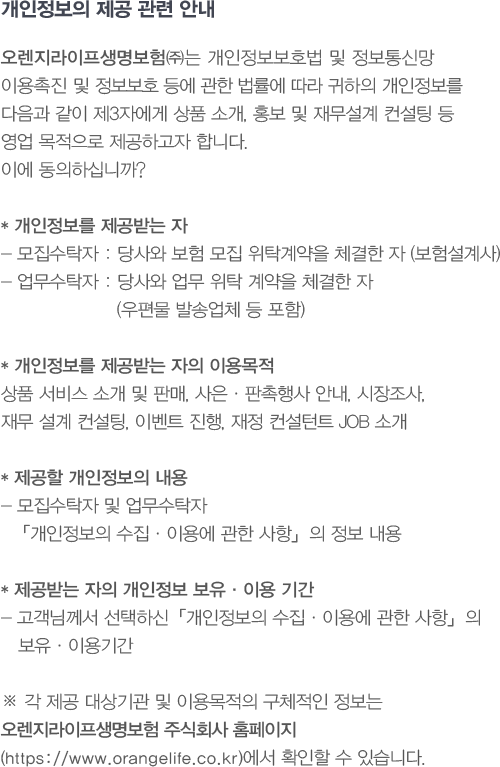 개인정보의 제공 관련 안내
오렌지라이프생명보험㈜는 개인정보보호법 및 정보통신망
이용촉진 및 정보보호 등에 관한 법률에 따라 귀하의 개인정보를
다음과 같이 제3자에게 상품 소개, 홍보 및 재무설계 컨설팅 등
영업 목적으로 제공하고자 합니다.
이에 동의하십니까?
* 개인정보를 제공받는 자
- 모집수탁자 : 당사와 보험 모집 위탁계약을 체결한 자 (보험설계사)
- 업무수탁자 : 당사와 업무 위탁 계약을 체결한 자
(우편물 발송업체 등 포함)
* 개인정보를 제공받는 자의 이용목적
상품 서비스 소개 및 판매, 사은 · 판촉행사 안내, 시장조사,
재무 설계 컨설팅, 이벤트 진행, 재정 컨설턴트 JOB 소개
* 제공할 개인정보의 내용
- 모집수탁자 및 업무수탁자
「개인정보의 수집 · 이용에 관한 사항」의 정보 내용
* 제공받는 자의 개인정보 보유 · 이용 기간
- 고객님께서 선택하신 「개인정보의 수집 · 이용에 관한 사항」의
보유 · 이용기간
※ 각 제공 대상기관 및 이용목적의 구체적인 정보는
오렌지라이프생명보험 주식회사 홈페이지
(https://www.orangelife.co.kr)에서 확인할 수 있습니다.